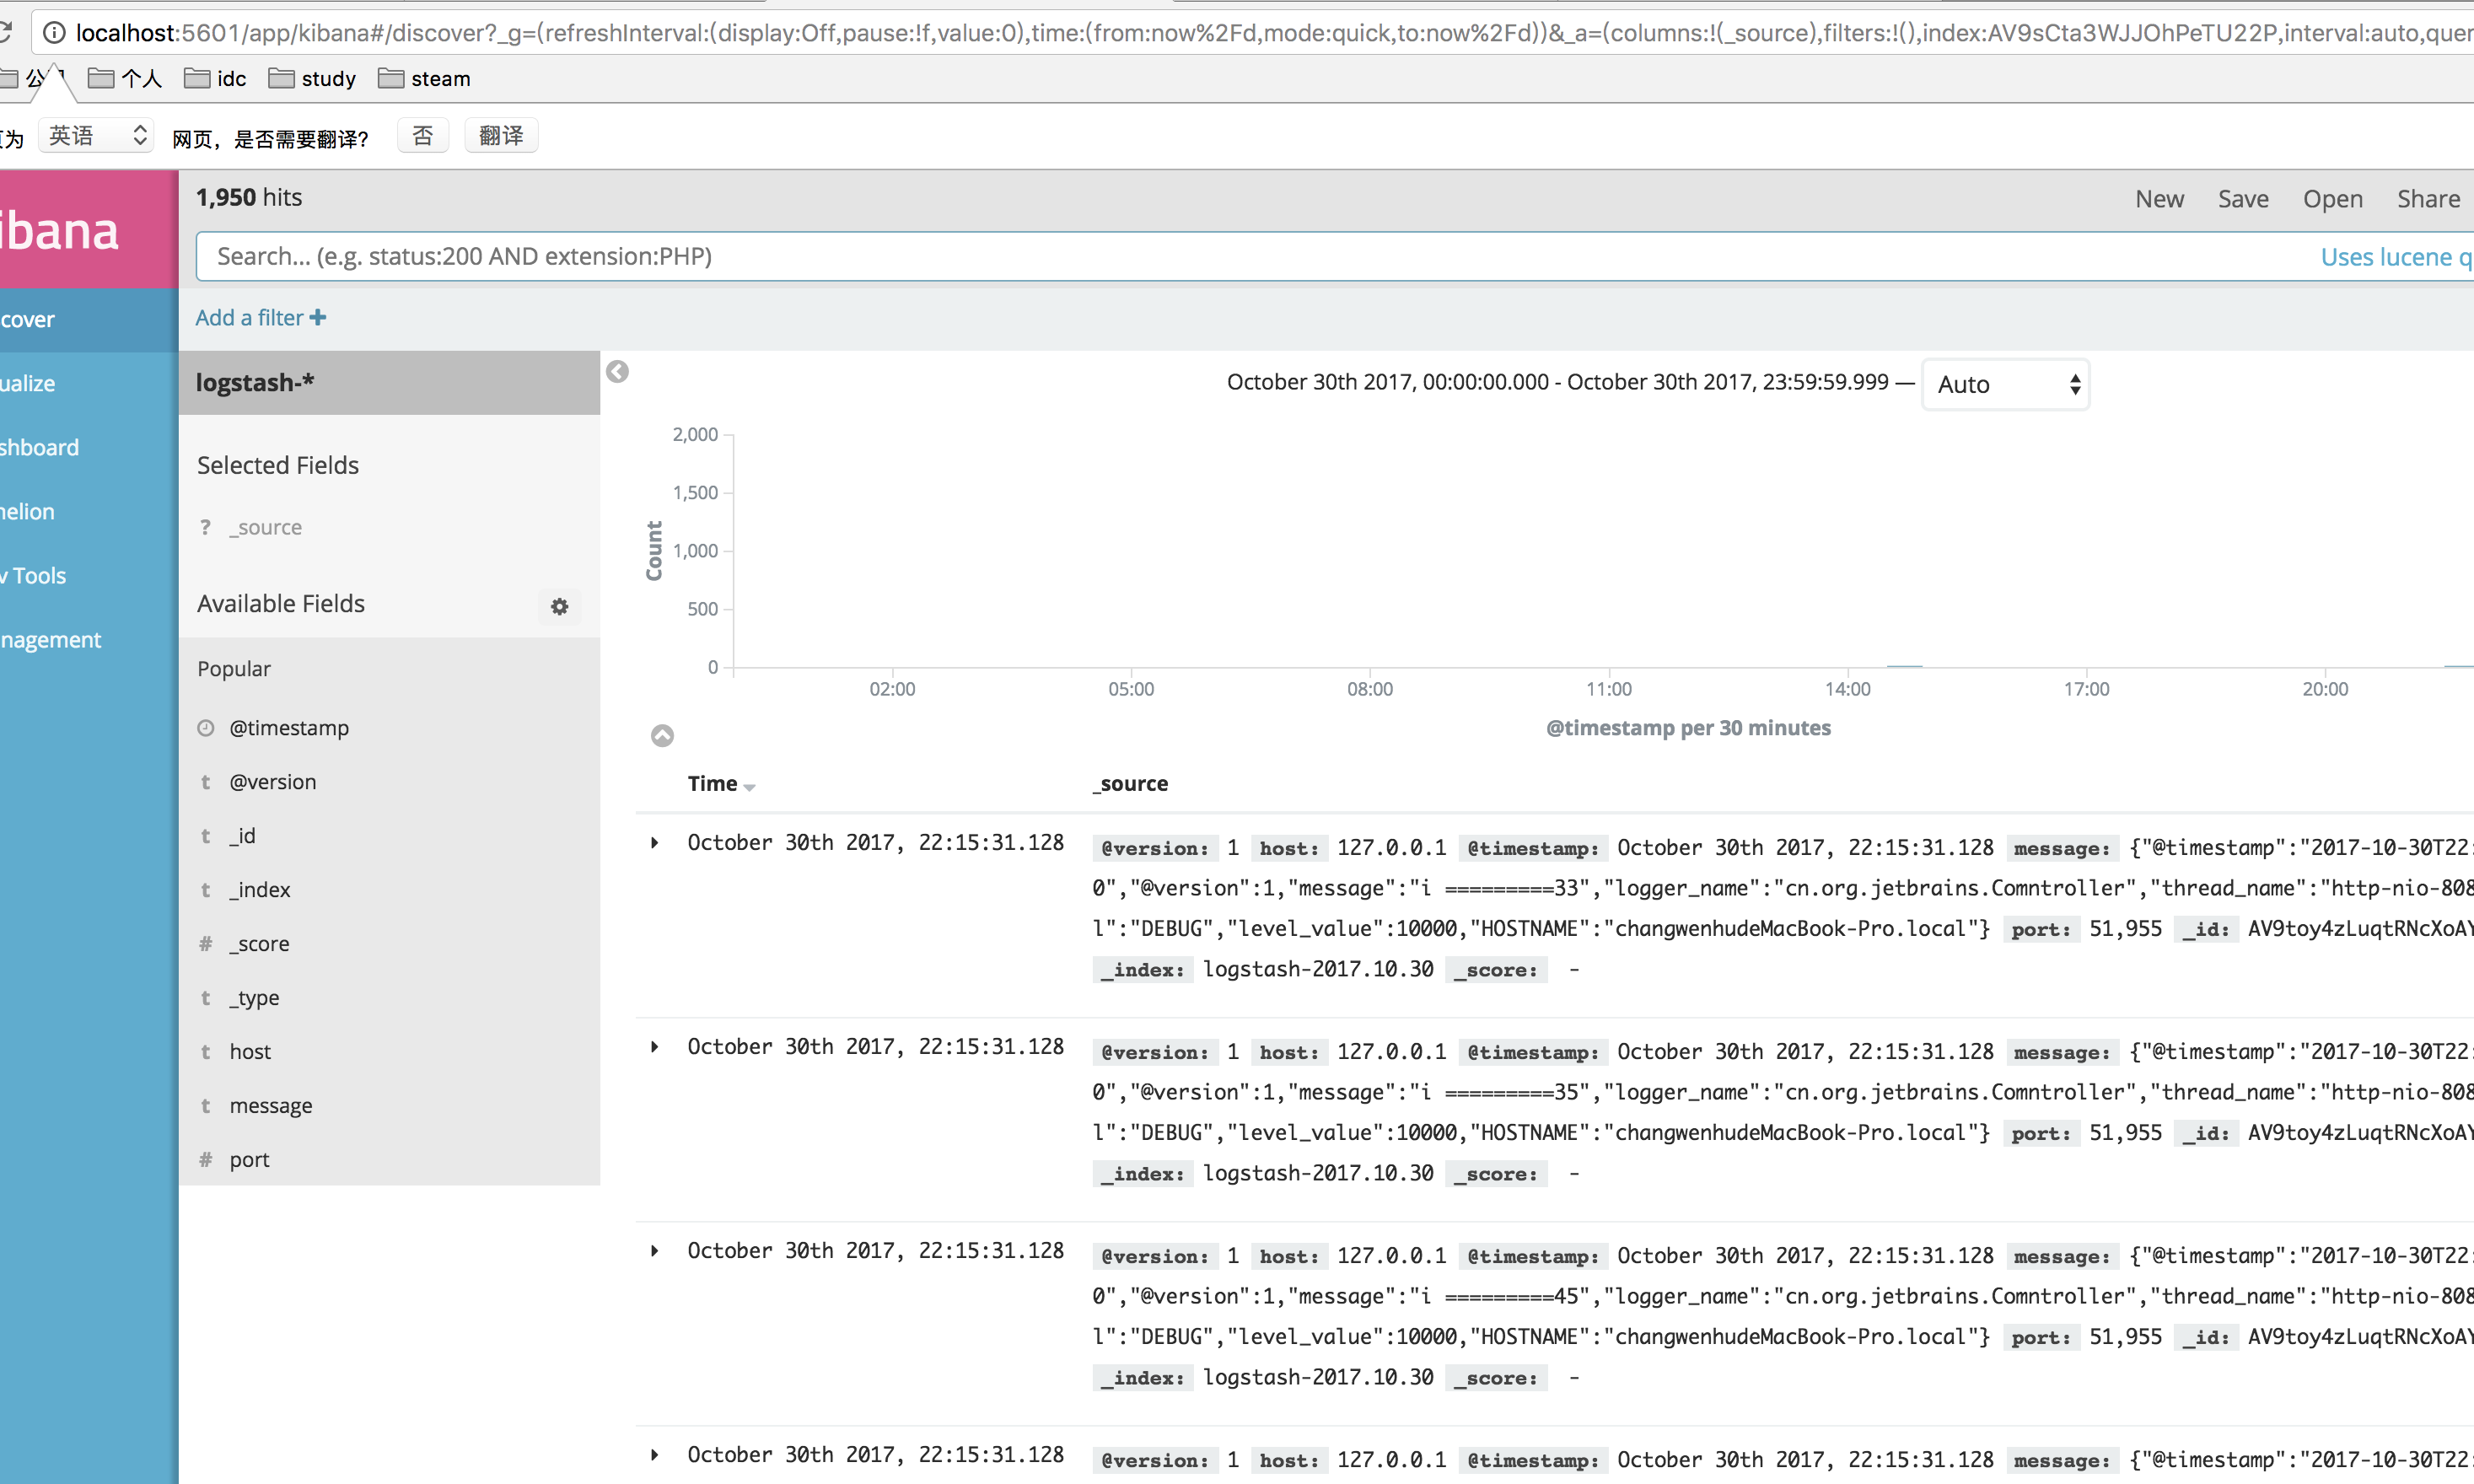 localhost:5601/app/kibana#/discover?_g=(refreshInterval:(display:Off,pause:!f,value:0),time:(from:now%2Fd,mode:quick,to:now%2Fd))&_a=(columns:!(_source),filters:!(),index:AV9sCta3WJJOhPeTU22P,interval:auto,quer
个人 idc study steam
为 英语 网页，是否需要翻译? 否 翻译
ibana
1,950 hits
New Save Open Share
Search... (e.g. status:200 AND extension:PHP)
Uses lucene q
Add a filter
cover
ualize
shboard
nelion
v Tools
nagement
logstash-*
Selected Fields
? _source
Available Fields
Popular
@timestamp
t @version
t _id
t _index
# _score
t _type
t host
t message
# port
October 30th 2017, 00:00:00.000 - October 30th 2017, 23:59:59.999 — Auto
Count
2,000
1,500
1,000
500
0
02:00 05:00 08:00 11:00 14:00 17:00 20:00
@timestamp per 30 minutes
Time _source
October 30th 2017, 22:15:31.128 @version: 1 host: 127.0.0.1 @timestamp: October 30th 2017, 22:15:31.128 message: {"@timestamp":"2017-10-30T22:
0","@version":1,"message":"i =========33","logger_name":"cn.org.jetbrains.Comntroller","thread_name":"http-nio-808
l":"DEBUG","level_value":10000,"HOSTNAME":"changwenhudeMacBook-Pro.local"} port: 51,955 _id: AV9toy4zLuqtRNcXoAY
_index: logstash-2017.10.30 _score: -
October 30th 2017, 22:15:31.128 @version: 1 host: 127.0.0.1 @timestamp: October 30th 2017, 22:15:31.128 message: {"@timestamp":"2017-10-30T22:
0","@version":1,"message":"i =========35","logger_name":"cn.org.jetbrains.Comntroller","thread_name":"http-nio-808
l":"DEBUG","level_value":10000,"HOSTNAME":"changwenhudeMacBook-Pro.local"} port: 51,955 _id: AV9toy4zLuqtRNcXoAY
_index: logstash-2017.10.30 _score: -
October 30th 2017, 22:15:31.128 @version: 1 host: 127.0.0.1 @timestamp: October 30th 2017, 22:15:31.128 message: {"@timestamp":"2017-10-30T22:
0","@version":1,"message":"i =========45","logger_name":"cn.org.jetbrains.Comntroller","thread_name":"http-nio-808
l":"DEBUG","level_value":10000,"HOSTNAME":"changwenhudeMacBook-Pro.local"} port: 51,955 _id: AV9toy4zLuqtRNcXoAY
_index: logstash-2017.10.30 _score: -
October 30th 2017, 22:15:31.128 @version: 1 host: 127.0.0.1 @timestamp: October 30th 2017, 22:15:31.128 message: {"@timestamp":"2017-10-30T22: